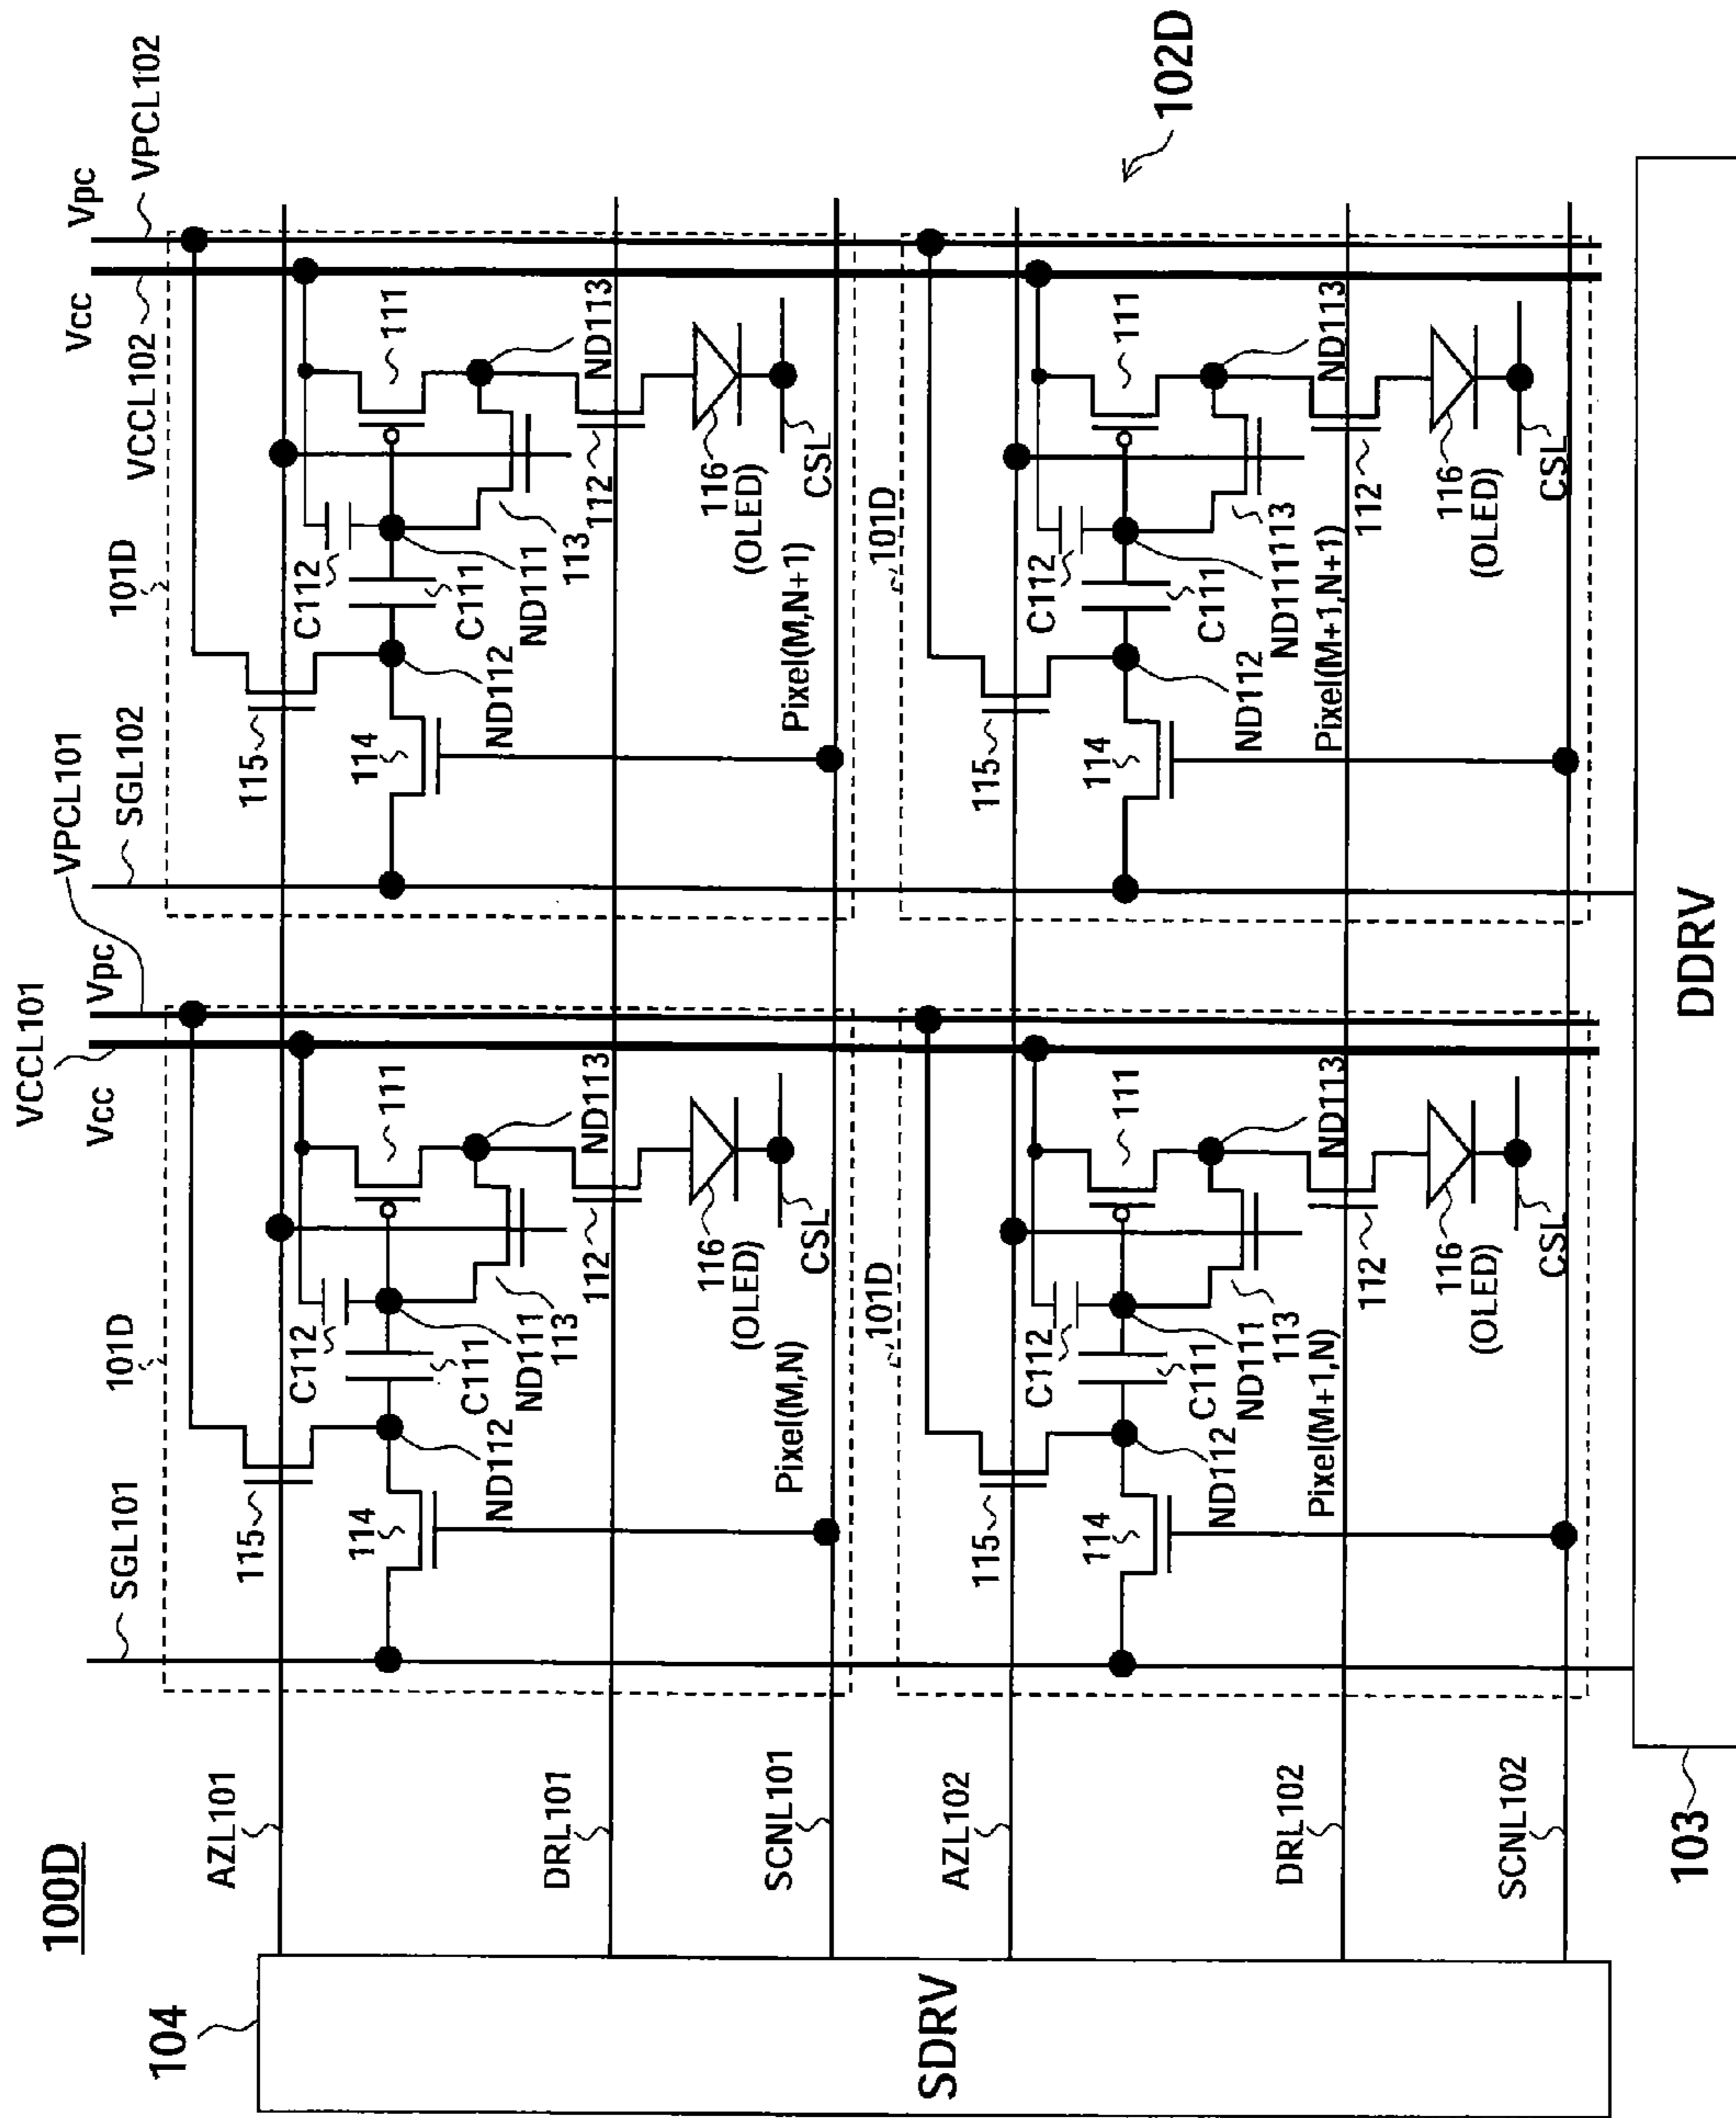 100D
VCCL101
VPCL101
Vcc
Vpc
Vcc
Vpc
SGL101
101D
SGL102
101D
VCCL102
VPCL102
104
AZL101
115
C112
111
115
C112
111
114
C111
114
C111
ND112
ND111
113
ND113
ND112
ND111
113
ND113
DRL101
112
112
116
(OLED)
116
(OLED)
SCNL101
Pixel(M,N)
CSL
Pixel(M,N+1)
CSL
101D
101D
SDRV
AZL102
115
C112
111
115
C112
111
102D
114
C111
114
C111
ND112
ND111
113
ND113
ND112
ND111113
ND113
DRL102
Pixel(M+1,N)
112
Pixel(M+1,N+1)
112
116
(OLED)
116
(OLED)
SCNL102
CSL
CSL
103
DDRV